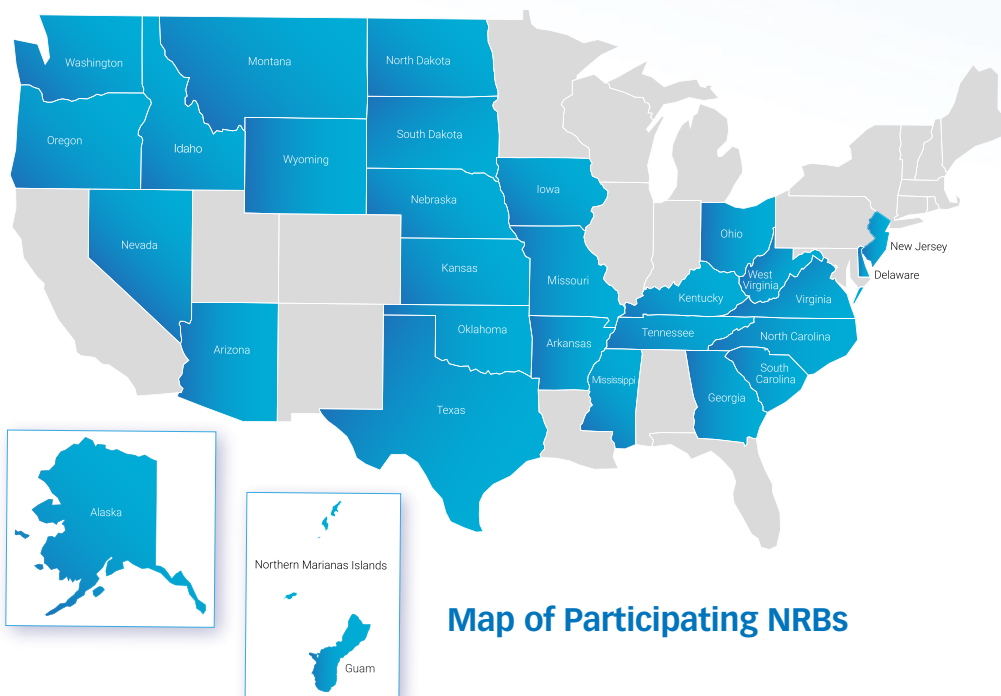 Washington
Montana
North Dakota
Oregon
Idaho
South Dakota
Wyoming
Iowa
Nebraska
Nevada
Ohio
New Jersey
Kansas
Missouri
West
Virginia
Delaware
Kentucky
Virginia
Oklahoma
Tennessee
North Carolina
Arizona
Arkansas
South
Carolina
Mississippi
Georgia
Texas
Alaska
Northern Marianas Islands
Guam
Map of Participating NRBs